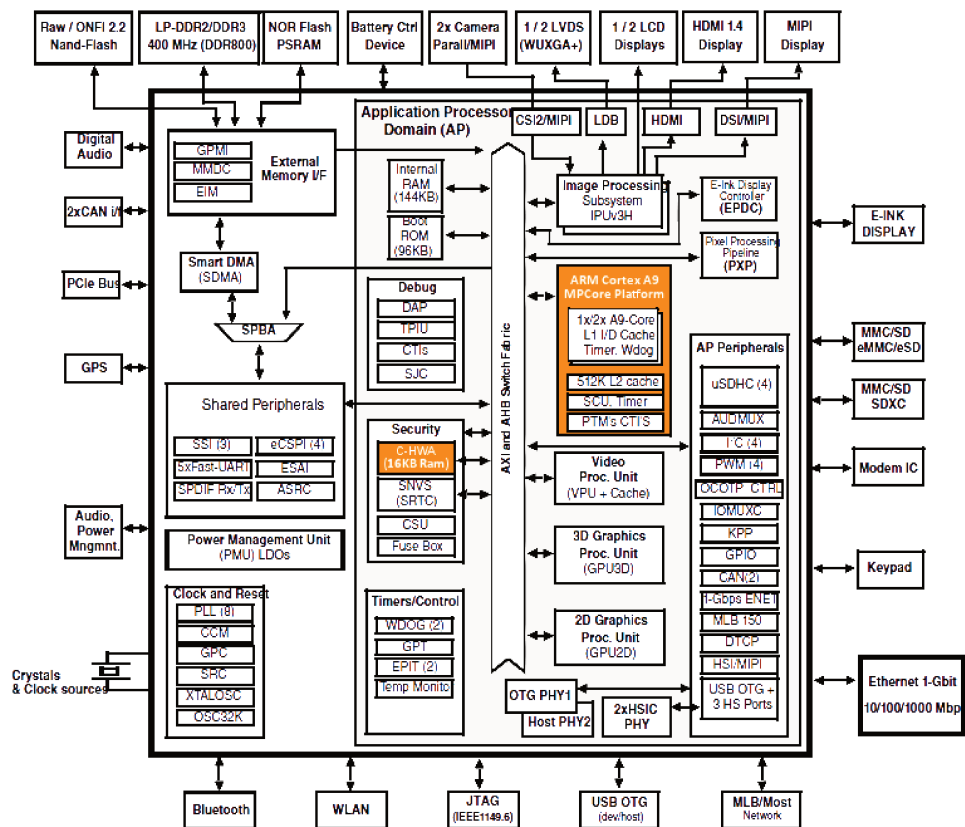 Raw / ONFI 2.2
Nand-Flash
LP-DDR2/DDR3
400 MHz (DDR800)
NOR Flash
PSRAM
Battery Ctrl
Device
2x Camera
Parall/MIPI
1 / 2 LVDS
(WUXGA+)
1 / 2 LCD
Displays
HDMI 1.4
Display
MIPI
Display
Digital
Audio
2xCAN i/f
PCIe Bus
GPS
Audio,
Power
Mngmnt.
Crystals
& Clock sources
External
Memory I/F
GPMI
MMDC
EIM
Smart DMA
(SDMA)
SPBA
Shared Peripherals
SSI (3)
eCSPI (4)
5xFast-UART
ESAI
SPDIF Rx/Tx
ASRC
Power Management
Unit (PMU) LDOs
Clock and Reset
PLL (8)
CCM
GPC
SRC
XTALOSC
OSC32K
Application Processor
Domain (AP)
Internal
RAM
(144KB)
Boot
ROM
(96KB)
Debug
DAP
TPIU
CTIs
SJC
Security
C-HWA
(16KB Ram)
SNVS
(SRTC)
CSU
Fuse Box
Timers/Control
WDOG (2)
GPT
EPIT (2)
Temp Monito
AXI and AHB Switch Fabric
CSI2/MIPI
LDB
HDMI
DSI/MIPI
Image Processing
Subsystem
IPUv3H
E-Ink Display
Controller
(EPDC)
Pixel Processing
Pipeline
(PXP)
ARM Cortex A9
MPCore Platform
1x/2x A9-Core
L1 I/D Cache
Timer. Wdog
512K L2 cache
SCU. Timer
PTM's CTI'S
Video
Proc. Unit
(VPU + Cache)
3D Graphics
Proc. Unit
(GPU3D)
2D Graphics
Proc. Unit
(GPU2D)
OTG PHY1
Host PHY2
2xHSIC
PHY
AP Peripherals
uSDHC (4)
AUDMUX
I²C (4)
PWM (4)
OCOTP_CTRL
IOMUXC
KPP
GPIO
CAN(2)
1-Gbps ENET
MLB 150
DTCP
HSI/MIPI
USB OTG +
3 HS Ports
E-INK
DISPLAY
MMC/SD
eMMC/eSD
MMC/SD
SDXC
Modem IC
Keypad
Ethernet 1-Gbit
10/100/1000 Mbp
Bluetooth
WLAN
JTAG
(IEEE1149.6)
USB OTG
(dev/host)
MLB/Most
Network